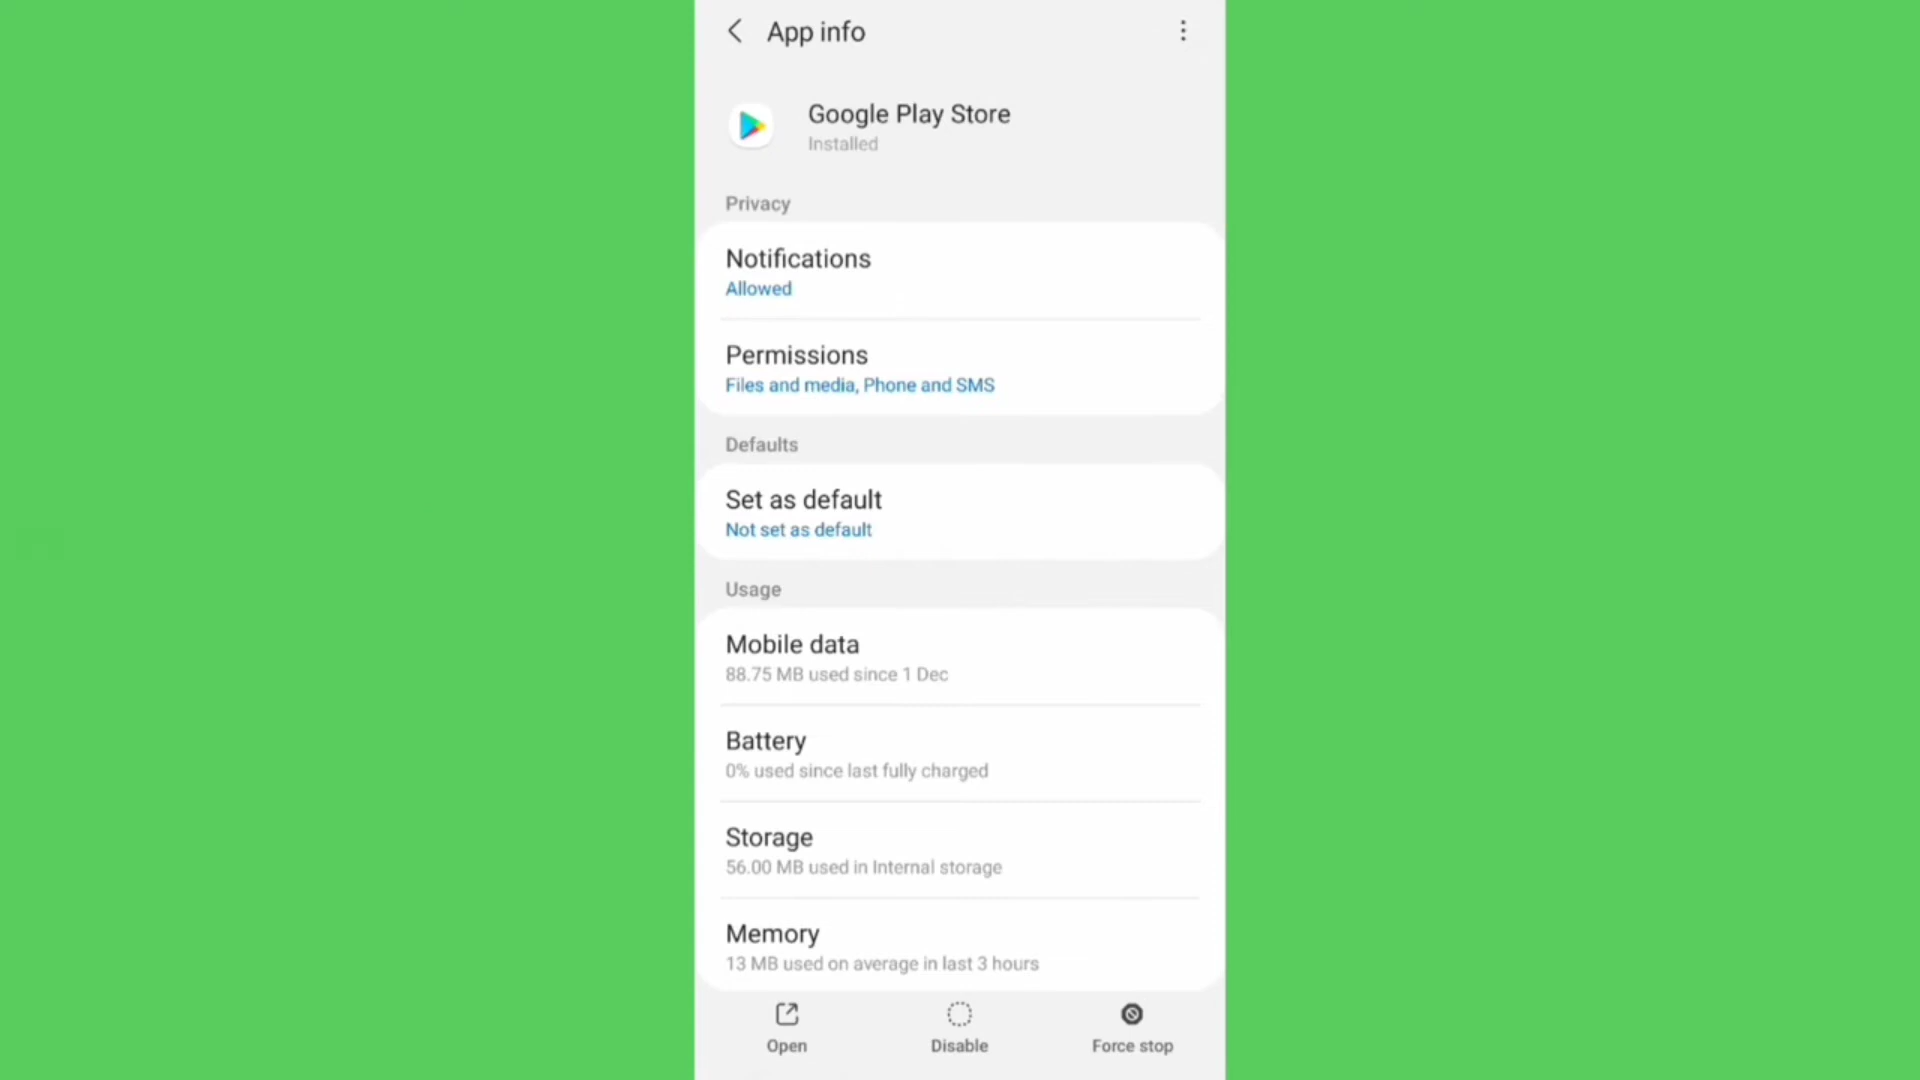 App info
Google Play Store
Installed
Privacy
Notifications
Allowed
Permissions
Files and media, Phone and SMS
Defaults
Set as default
Not set as default
Usage
Mobile data
88.75 MB used since 1 Dec
Battery
0% used since last fully charged
Storage
56.00 MB used in Internal storage
Memory
13 MB used on average in last 3 hours
Open
Disable
Force stop